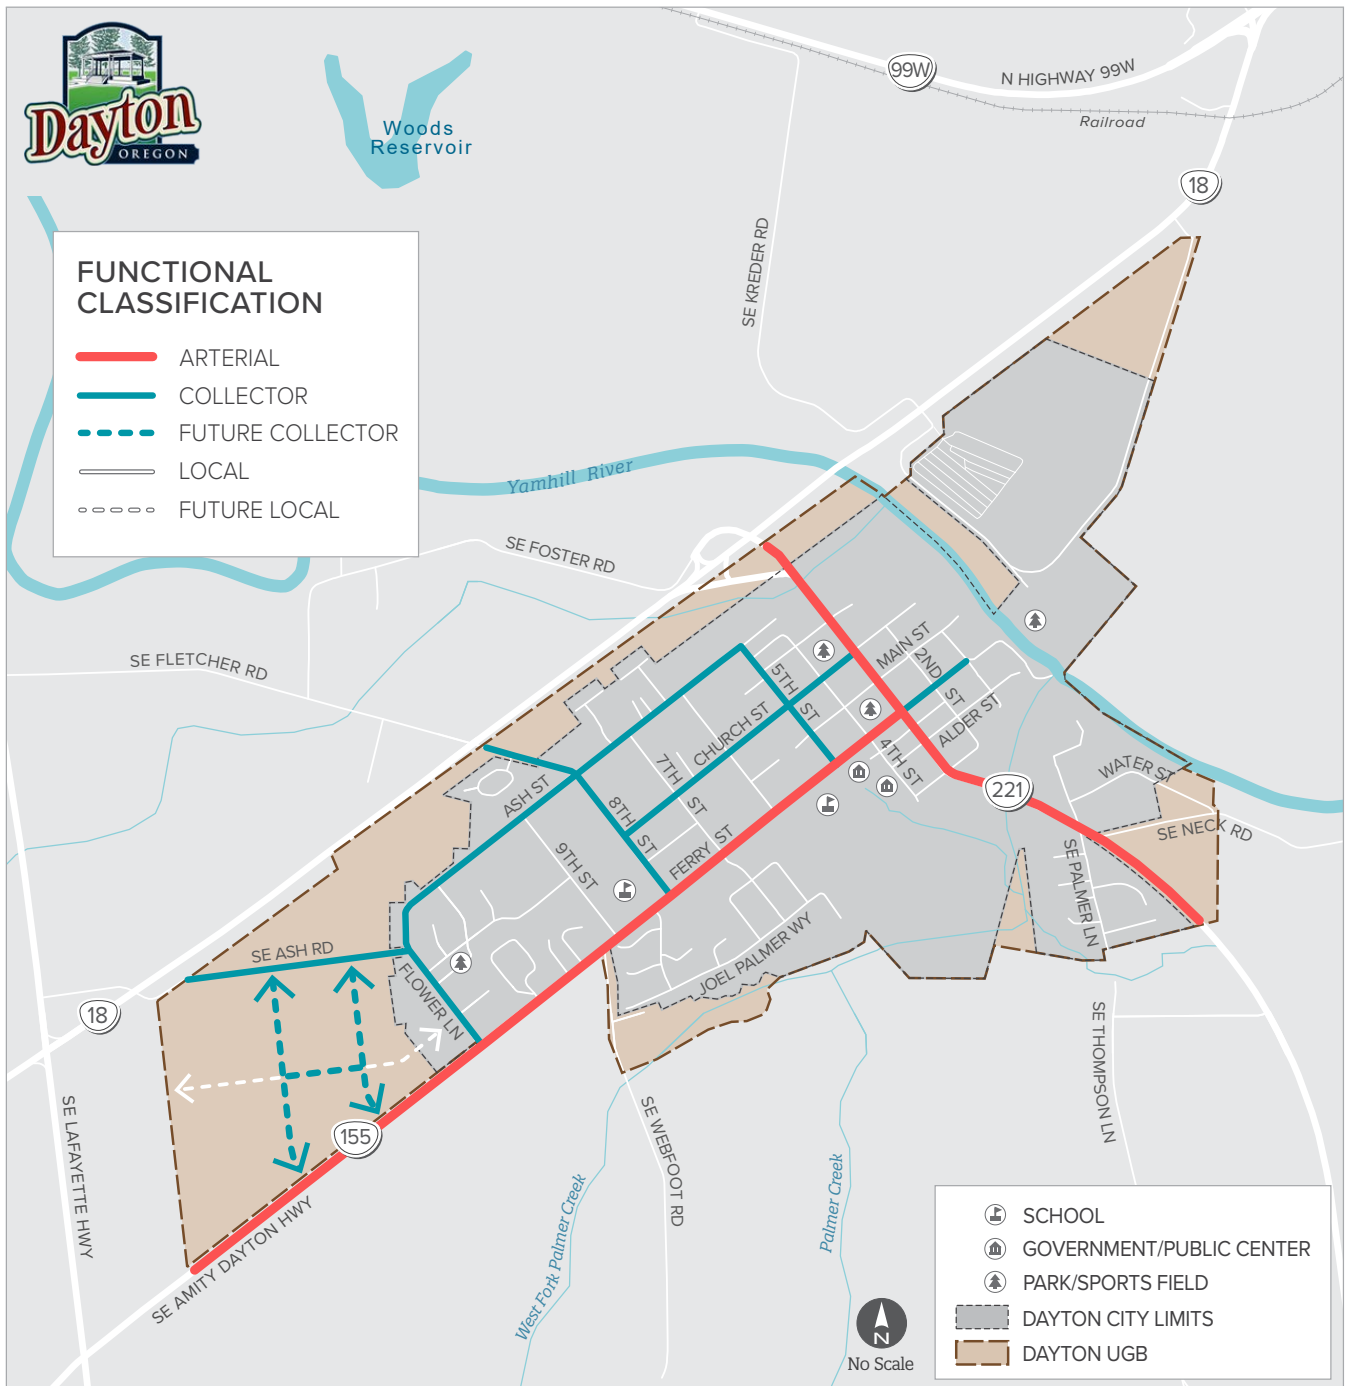 Dayton
OREGON
Woods
Reservoir
99W
N HIGHWAY 99W
Railroad
18
SE KREDER RD
FUNCTIONAL
CLASSIFICATION
ARTERIAL
COLLECTOR
FUTURE COLLECTOR
LOCAL
FUTURE LOCAL
Yamhill River
SE FOSTER RD
SE FLETCHER RD
MAIN ST
2ND ST
5TH ST
ALDER ST
CHURCH ST
4TH ST
7TH ST
ASH ST
8TH ST
FERRY ST
9TH ST
221
WATER ST
SE NECK RD
SE PALMER LN
JOEL PALMER WY
SE ASH RD
FLOWER LN
18
155
SE LAFAYETTE HWY
SE AMITY DAYTON HWY
SE WEBFOOT RD
SE THOMPSON LN
West Fork Palmer Creek
Palmer Creek
N
No Scale
SCHOOL
GOVERNMENT/PUBLIC CENTER
PARK/SPORTS FIELD
DAYTON CITY LIMITS
DAYTON UGB